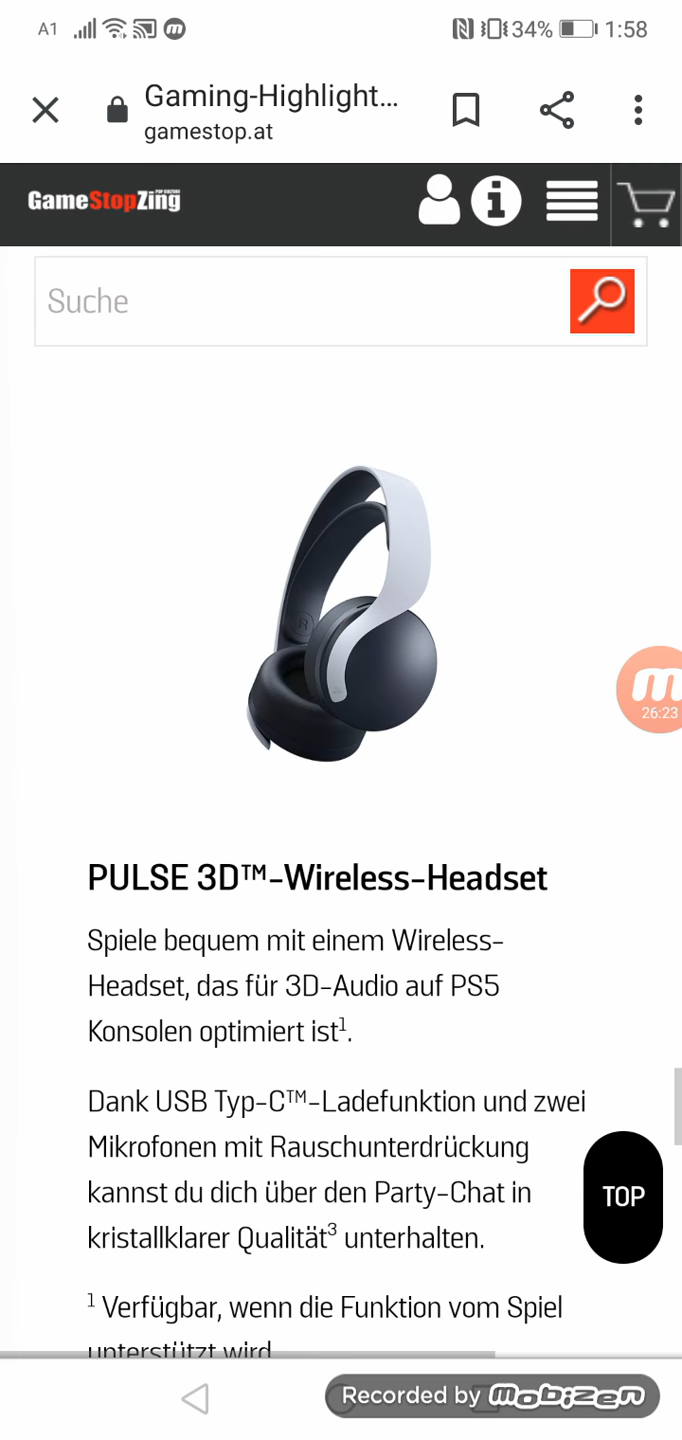 A1 34% 1:58
Gaming-Highlight...
gamestop.at
GameStopZing
Suche
R
26:23
PULSE 3D™-Wireless-Headset
Spiele bequem mit einem Wireless-
Headset, das für 3D-Audio auf PS5
Konsolen optimiert ist¹.
Dank USB Typ-C™-Ladefunktion und zwei
Mikrofonen mit Rauschunterdrückung
kannst du dich über den Party-Chat in
TOP
kristallklarer Qualität³ unterhalten.
¹ Verfügbar, wenn die Funktion vom Spiel
unterstützt wird
Recorded by mobizen